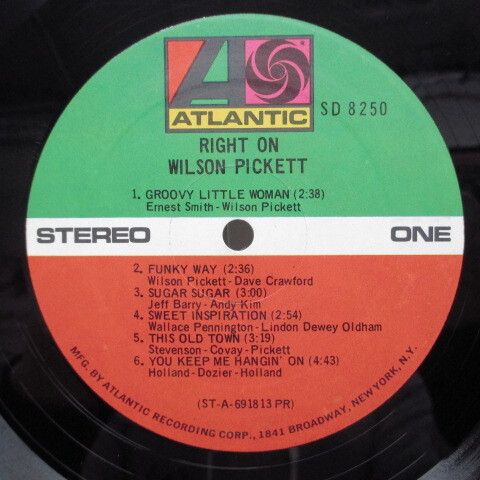 ATLANTIC
SD 8250
RIGHT ON
WILSON PICKETT
1. GROOVY LITTLE WOMAN (2:38)
Ernest Smith-Wilson Pickett
STEREO
ONE
2. FUNKY WAY (2:36)
Wilson Pickett-Dave Crawford
3. SUGAR SUGAR (3:00)
Jeff Barry-Andy Kim
4. SWEET INSPIRATION (2:54)
Wallace Pennington-Lindon Dewey Oldham
5. THIS OLD TOWN (3:19)
Stevenson-Covay-Pickett
6. YOU KEEP ME HANGIN' ON (4:43)
Holland-Dozier-Holland
(ST-A-691813 PR)
MFG. BY ATLANTIC RECORDING CORP., 1841 BROADWAY, NEW YORK, N.Y.